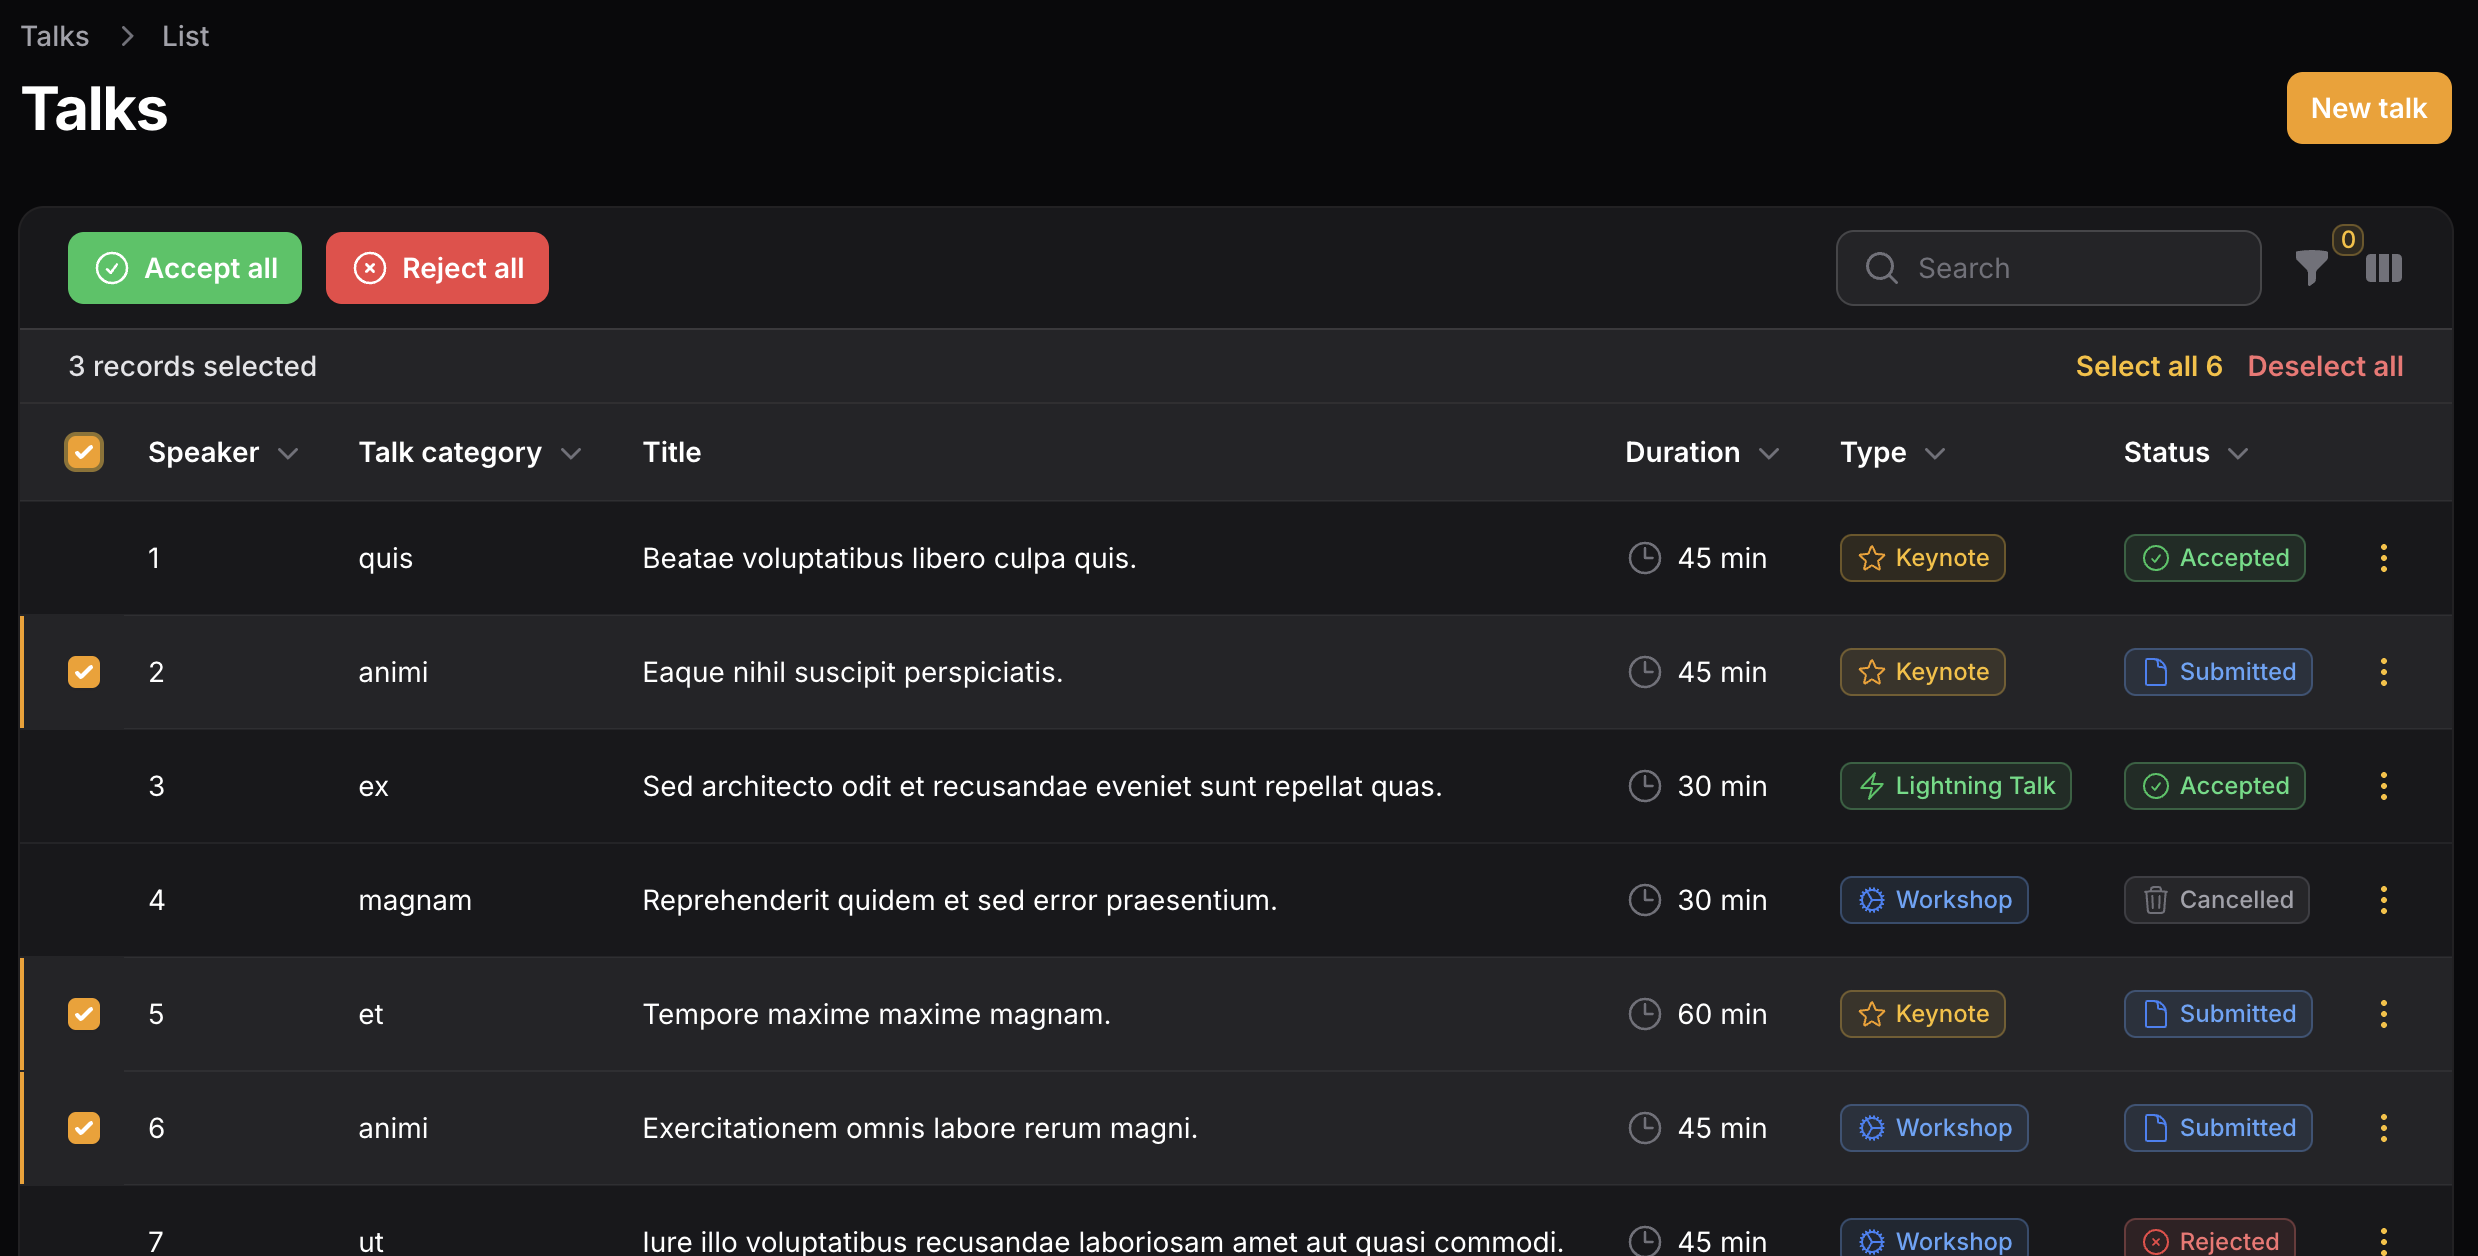 Talks > List
Talks
New talk
Accept all Reject all Search 0
3 records selected Select all 6 Deselect all
Speaker Talk category Title Duration Type Status
1 quis Beatae voluptatibus libero culpa quis. 45 min Keynote Accepted
2 animi Eaque nihil suscipit perspiciatis. 45 min Keynote Submitted
3 ex Sed architecto odit et recusandae eveniet sunt repellat quas. 30 min Lightning Talk Accepted
4 magnam Reprehenderit quidem et sed error praesentium. 30 min Workshop Cancelled
5 et Tempore maxime maxime magnam. 60 min Keynote Submitted
6 animi Exercitationem omnis labore rerum magni. 45 min Workshop Submitted
7 ut Iure illo voluptatibus recusandae laboriosam amet aut quasi commodi. 45 min Workshop Rejected